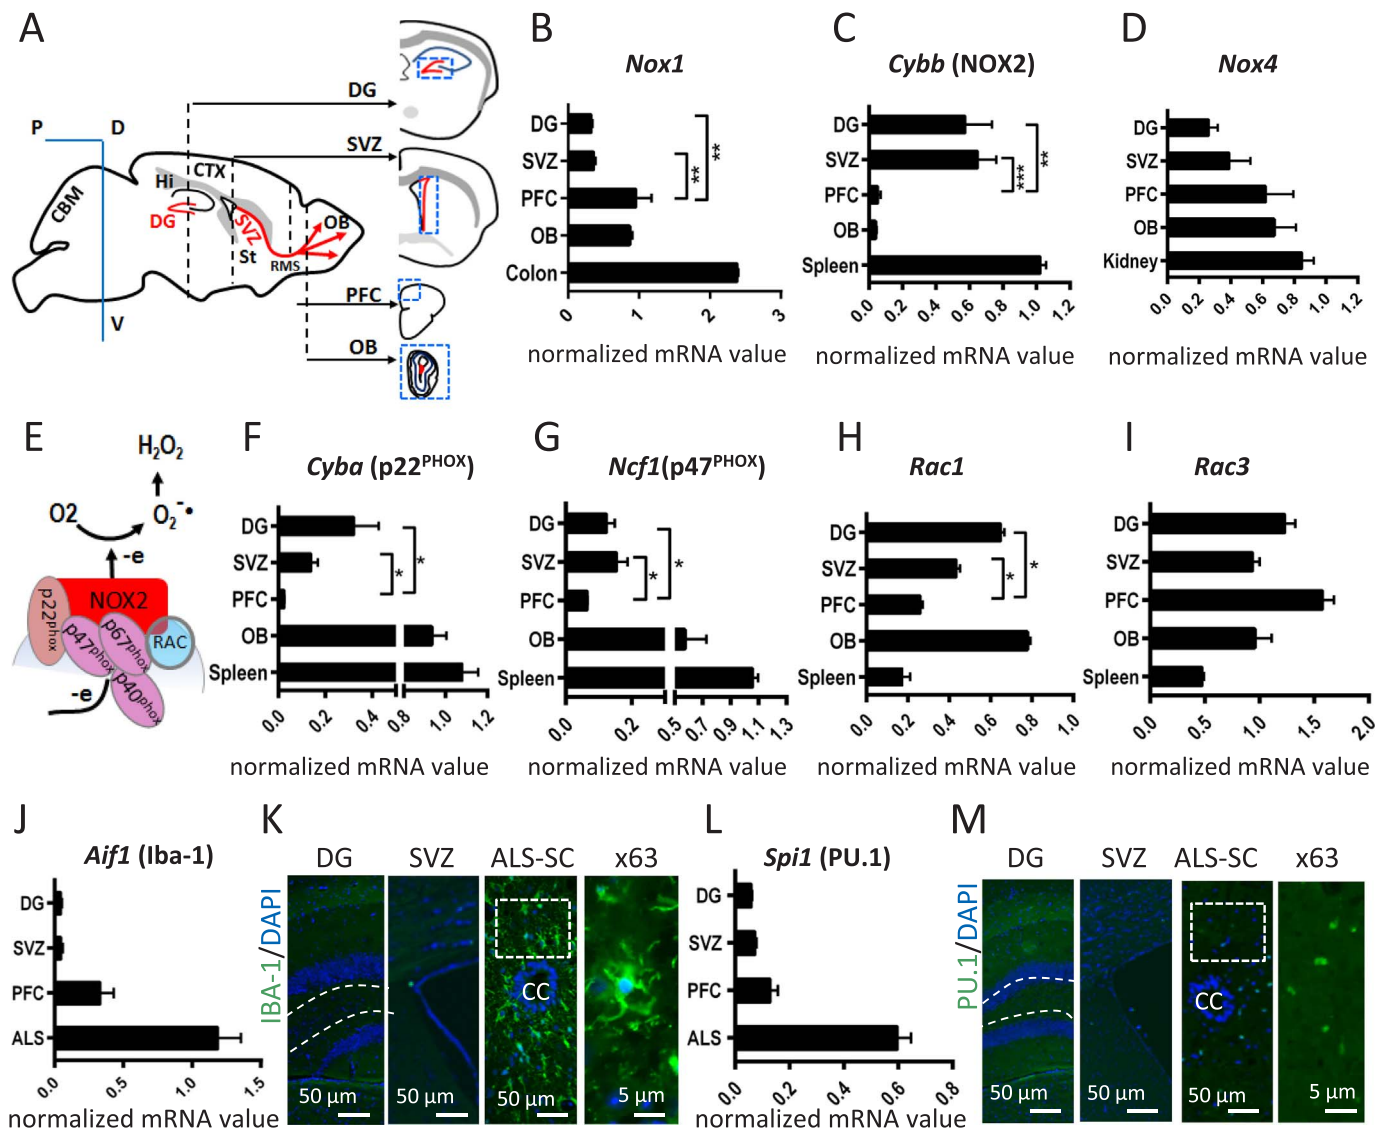 A
P
D
V
CBM
Hi
CTX
DG
SVZ
St
RMS
OB
DG
SVZ
PFC
OB
B
Nox1
DG
SVZ
PFC
OB
Colon
**
**
0 1 2 3
normalized mRNA value
C
Cybb (NOX2)
DG
SVZ
PFC
OB
Spleen
***
**
0.0 0.2 0.4 0.6 0.8 1.0 1.2
normalized mRNA value
D
Nox4
DG
SVZ
PFC
OB
Kidney
0.0 0.2 0.4 0.6 0.8 1.0 1.2
normalized mRNA value
E
H2O2
O2
O2-•
-e
NOX2
p22phox
p47phox
p67phox
RAC
p40phox
-e
F
Cyba (p22PHOX)
DG
SVZ
PFC
OB
Spleen
*
*
0.0 0.2 0.4 0.8 1.0 1.2
normalized mRNA value
G
Ncf1(p47PHOX)
DG
SVZ
PFC
OB
Spleen
*
*
0.0 0.2 0.5 0.7 0.9 1.1 1.3
normalized mRNA value
H
Rac1
DG
SVZ
PFC
OB
Spleen
*
*
0.0 0.2 0.4 0.6 0.8 1.0
normalized mRNA value
I
Rac3
DG
SVZ
PFC
OB
Spleen
0.0 0.5 1.0 1.5 2.0
normalized mRNA value
J
Aif1 (Iba-1)
DG
SVZ
PFC
ALS
0.0 0.5 1.0 1.5
normalized mRNA value
K
DG SVZ ALS-SC x63
IBA-1/DAPI
CC
50 µm 50 µm 50 µm 5 µm
L
Spi1 (PU.1)
DG
SVZ
PFC
ALS
0.0 0.2 0.4 0.6 0.8
normalized mRNA value
M
DG SVZ ALS-SC x63
PU.1/DAPI
CC
50 µm 50 µm 50 µm 5 µm